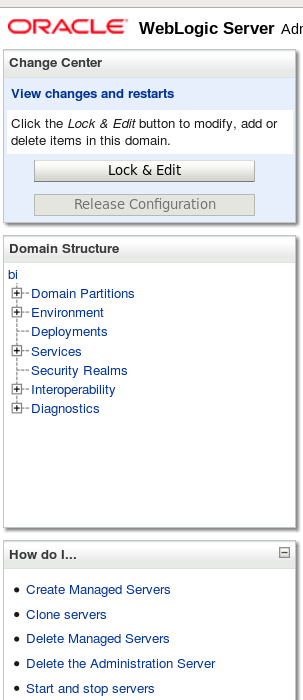 ORACLE WebLogic Server Adr
Change Center
View changes and restarts
Click the Lock & Edit button to modify, add or
delete items in this domain.
Lock & Edit
Release Configuration
Domain Structure
bi
Domain Partitions
Environment
Deployments
Services
Security Realms
Interoperability
Diagnostics
How do I...
Create Managed Servers
Clone servers
Delete Managed Servers
Delete the Administration Server
Start and stop servers